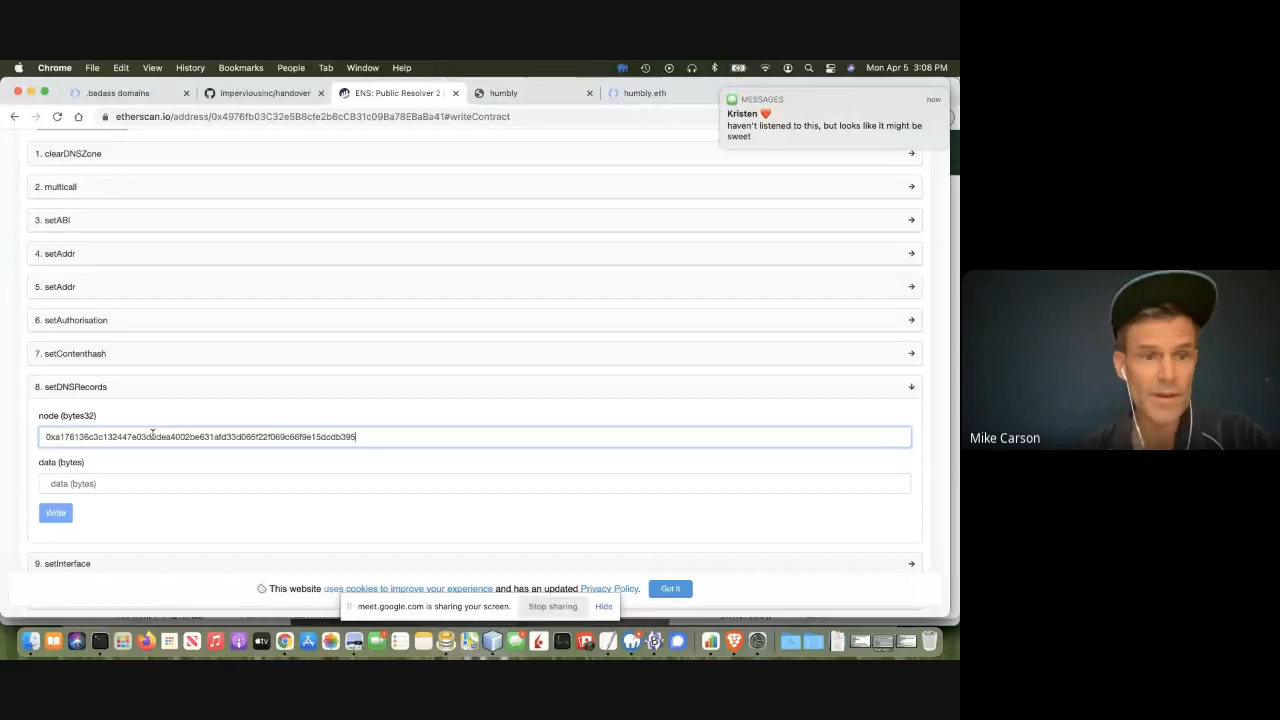 Chrome File Edit View History Bookmarks People Tab Window Help Mon Apr 5 3:08 PM
.badass domains imperviousinc/handover ENS: Public Resolver 2 humbly humbly.eth
etherscan.io/address/0x4976fb03C32e5B8cfe2b6cCB31c09Ba78EBaBa41#writeContract
MESSAGES now
Kristen ❤️
haven't listened to this, but looks like it might be
sweet
1. clearDNSZone
2. multicall
3. setABI
4. setAddr
5. setAddr
6. setAuthorisation
7. setContenthash
8. setDNSRecords
node (bytes32)
data (bytes)
data (bytes)
Write
9. setInterface
This website uses cookies to improve your experience and has an updated Privacy Policy. Got It
meet.google.com is sharing your screen. Stop sharing Hide
Mike Carson